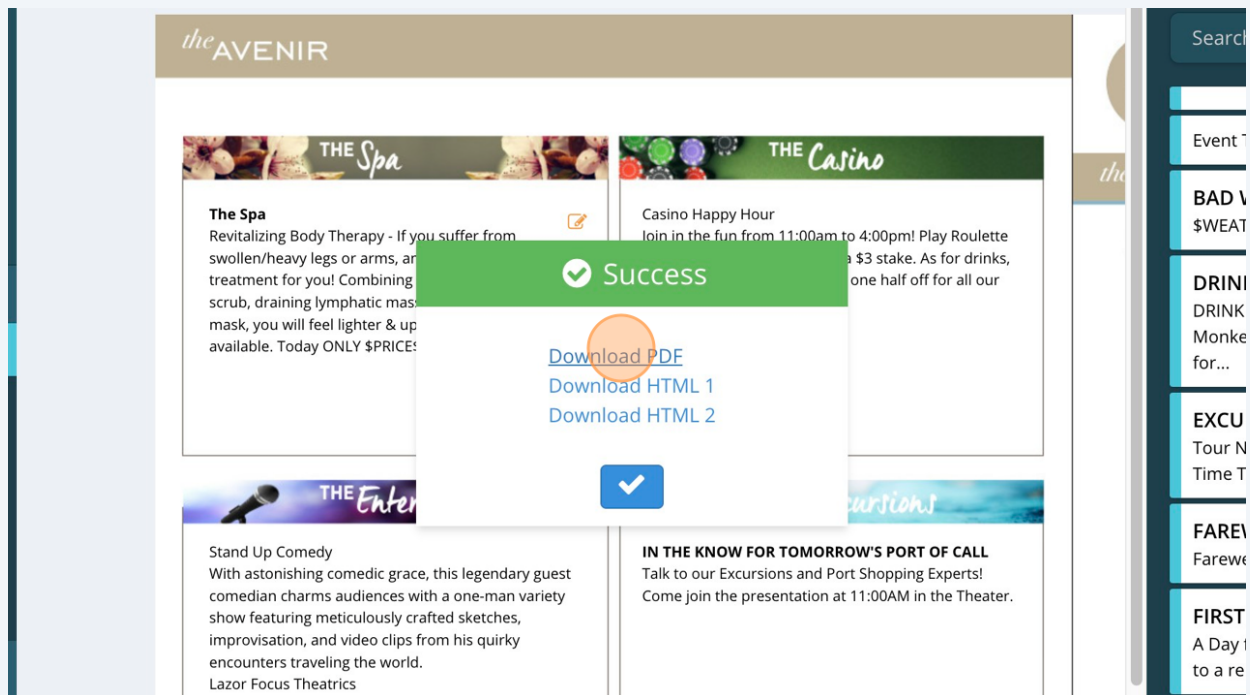 the AVENIR
THE Spa
The Spa
Revitalizing Body Therapy - If you suffer from
swollen/heavy legs or arms, an
treatment for you! Combining
scrub, draining lymphatic mas
mask, you will feel lighter & up
available. Today ONLY $PRICE$
THE Casino
Casino Happy Hour
Join in the fun from 11:00am to 4:00pm! Play Roulette
a $3 stake. As for drinks,
one half off for all our
Success
Download PDF
Download HTML 1
Download HTML 2
THE Enter
Stand Up Comedy
With astonishing comedic grace, this legendary guest
comedian charms audiences with a one-man variety
show featuring meticulously crafted sketches,
improvisation, and video clips from his quirky
encounters traveling the world.
Lazor Focus Theatrics
cursions
IN THE KNOW FOR TOMORROW'S PORT OF CALL
Talk to our Excursions and Port Shopping Experts!
Come join the presentation at 11:00AM in the Theater.
the
Search
Event T
BAD W
$WEAT
DRIN
DRINK
Monke
for...
EXCU
Tour N
Time T
FAREW
Farewe
FIRST
A Day f
to a re